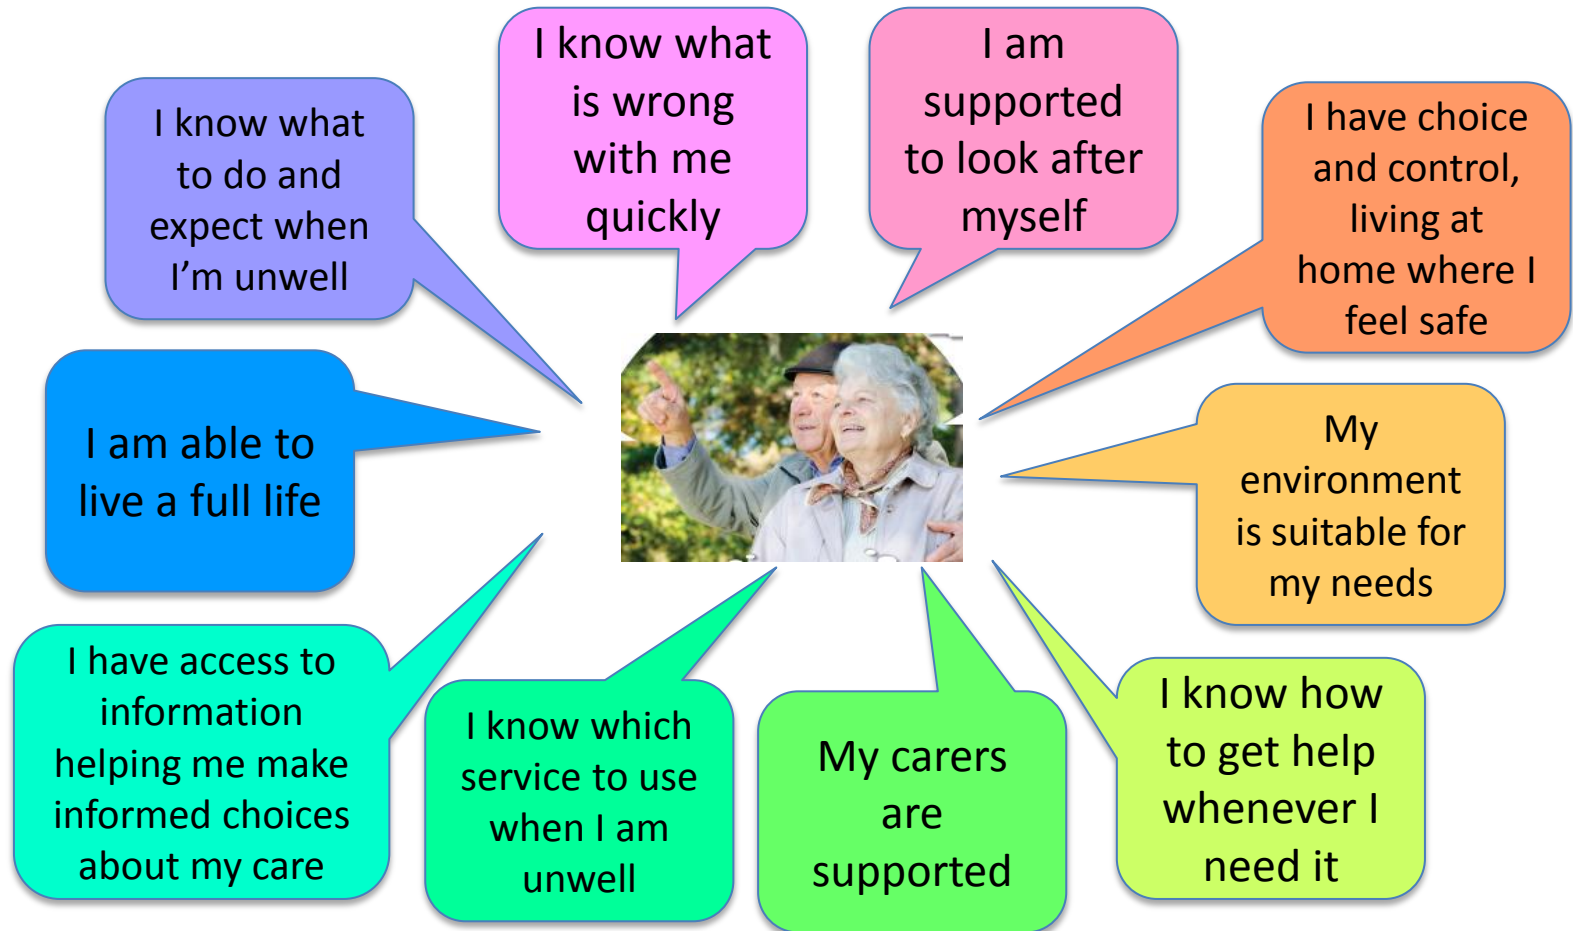 I know what
is wrong
with me
quickly
I am
supported
to look after
myself
I know what
to do and
expect when
I'm unwell
I have choice
and control,
living at
home where I
feel safe
I am able to
live a full life
My
environment
is suitable for
my needs
I have access to
information
helping me make
informed choices
about my care
I know which
service to use
when I am
unwell
My carers
are
supported
I know how
to get help
whenever I
need it